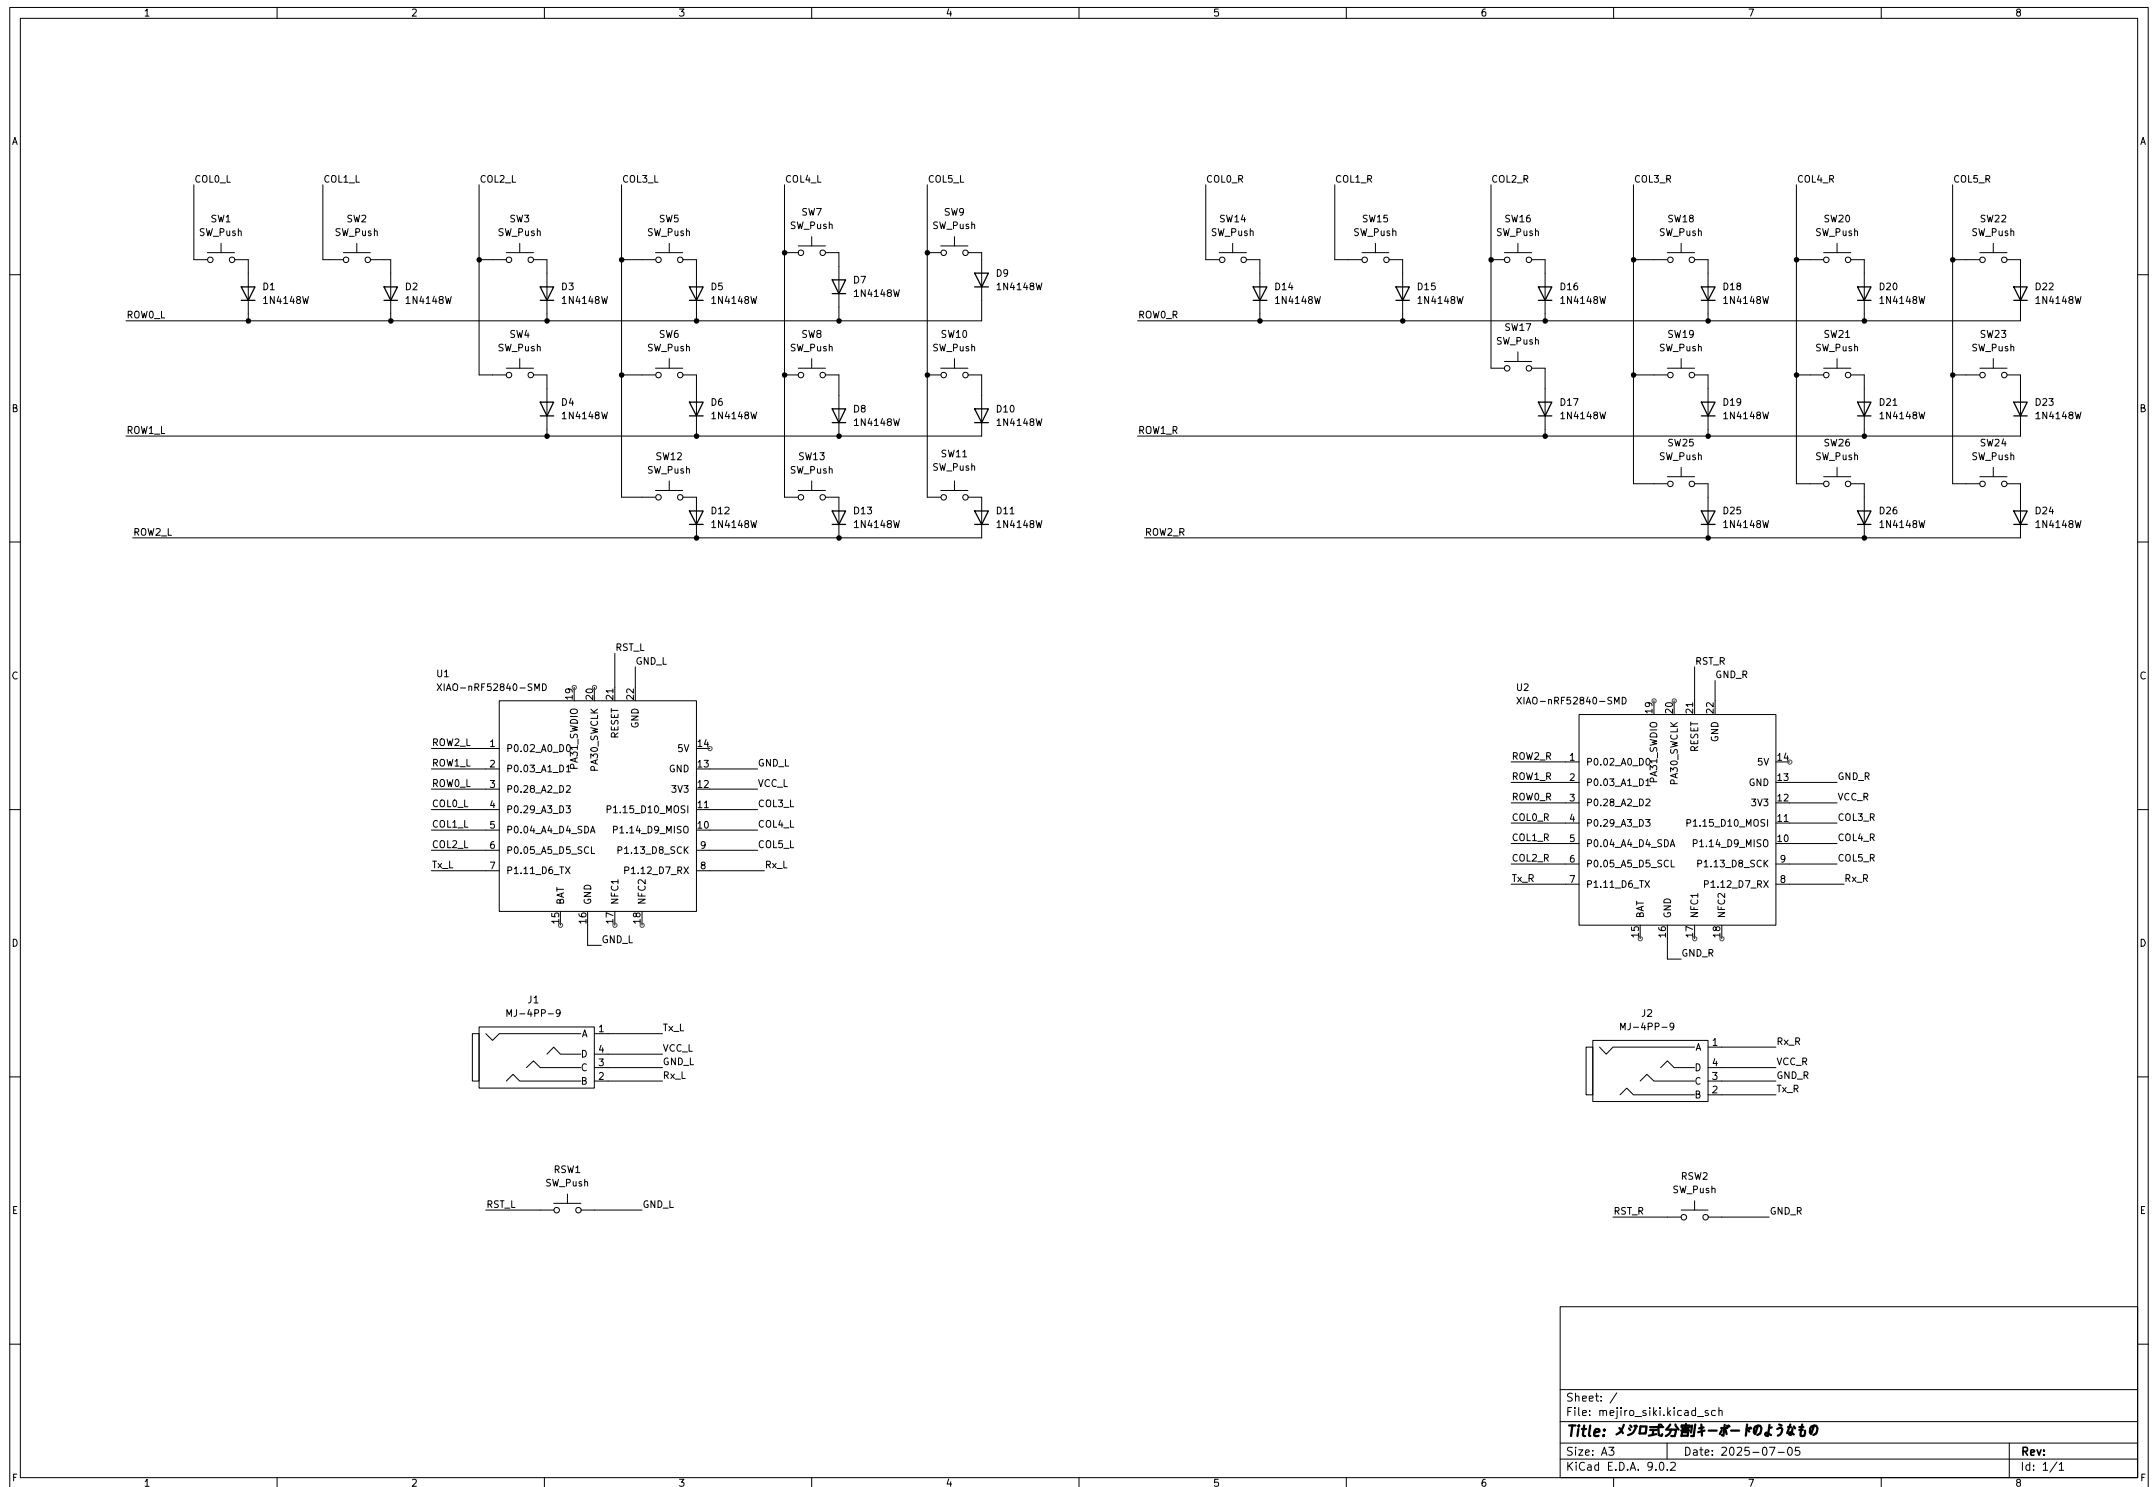 1 2 3 4 5 6 7 8
A A
COL0_L COL1_L COL2_L COL3_L COL4_L COL5_L COL0_R COL1_R COL2_R COL3_R COL4_R COL5_R
SW1 SW2 SW3 SW5 SW7 SW9 SW14 SW15 SW16 SW18 SW20 SW22
SW_Push SW_Push SW_Push SW_Push SW_Push SW_Push SW_Push SW_Push SW_Push SW_Push SW_Push SW_Push
D1 D2 D3 D5 D7 D9 D14 D15 D16 D18 D20 D22
1N4148W 1N4148W 1N4148W 1N4148W 1N4148W 1N4148W 1N4148W 1N4148W 1N4148W 1N4148W 1N4148W 1N4148W
ROW0_L ROW0_R
SW4 SW6 SW8 SW10 SW17 SW19 SW21 SW23
SW_Push SW_Push SW_Push SW_Push SW_Push SW_Push SW_Push SW_Push
B D4 D6 D8 D10 D17 D19 D21 D23 B
1N4148W 1N4148W 1N4148W 1N4148W 1N4148W 1N4148W 1N4148W 1N4148W
ROW1_L ROW1_R
SW12 SW13 SW11 SW25 SW26 SW24
SW_Push SW_Push SW_Push SW_Push SW_Push SW_Push
D12 D13 D11 D25 D26 D24
1N4148W 1N4148W 1N4148W 1N4148W 1N4148W 1N4148W
ROW2_L ROW2_R
C C
RST_L
GND_L
U1
XIAO-nRF52840-SMD
19 20 21 22
PA31_SWDIO PA30_SWCLK RESET GND
ROW2_L 1 P0.02_A0_D0 5V 14
ROW1_L 2 P0.03_A1_D1 GND 13 GND_L
ROW0_L 3 P0.28_A2_D2 3V3 12 VCC_L
COL0_L 4 P0.29_A3_D3 P1.15_D10_MOSI 11 COL3_L
COL1_L 5 P0.04_A4_D4_SDA P1.14_D9_MISO 10 COL4_L
COL2_L 6 P0.05_A5_D5_SCL P1.13_D8_SCK 9 COL5_L
Tx_L 7 P1.11_D6_TX P1.12_D7_RX 8 Rx_L
BAT GND NFC1 NFC2
15 16 17 18
GND_L
RST_R
GND_R
U2
XIAO-nRF52840-SMD
19 20 21 22
PA31_SWDIO PA30_SWCLK RESET GND
ROW2_R 1 P0.02_A0_D0 5V 14
ROW1_R 2 P0.03_A1_D1 GND 13 GND_R
ROW0_R 3 P0.28_A2_D2 3V3 12 VCC_R
COL0_R 4 P0.29_A3_D3 P1.15_D10_MOSI 11 COL3_R
COL1_R 5 P0.04_A4_D4_SDA P1.14_D9_MISO 10 COL4_R
COL2_R 6 P0.05_A5_D5_SCL P1.13_D8_SCK 9 COL5_R
Tx_R 7 P1.11_D6_TX P1.12_D7_RX 8 Rx_R
BAT GND NFC1 NFC2
15 16 17 18
GND_R
D D
J1
MJ-4PP-9
A 1 Tx_L
D 4 VCC_L
C 3 GND_L
B 2 Rx_L
J2
MJ-4PP-9
A 1 Rx_R
D 4 VCC_R
C 3 GND_R
B 2 Tx_R
RSW1
SW_Push
RST_L GND_L
RSW2
SW_Push
RST_R GND_R
E E
Sheet: /
File: mejiro_siki.kicad_sch
Title: メジロ式分割キーボードのようなもの
Size: A3 Date: 2025-07-05 Rev:
KiCad E.D.A. 9.0.2 Id: 1/1
F F
1 2 3 4 5 6 7 8